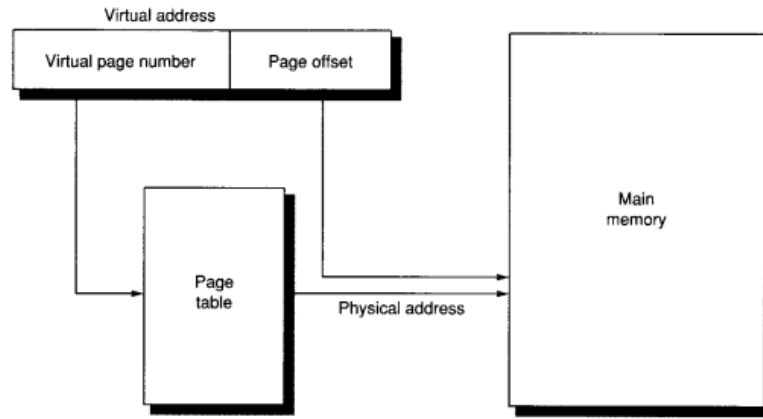 Virtual address
Virtual page number
Page offset
Main
memory
Page
table
Physical address